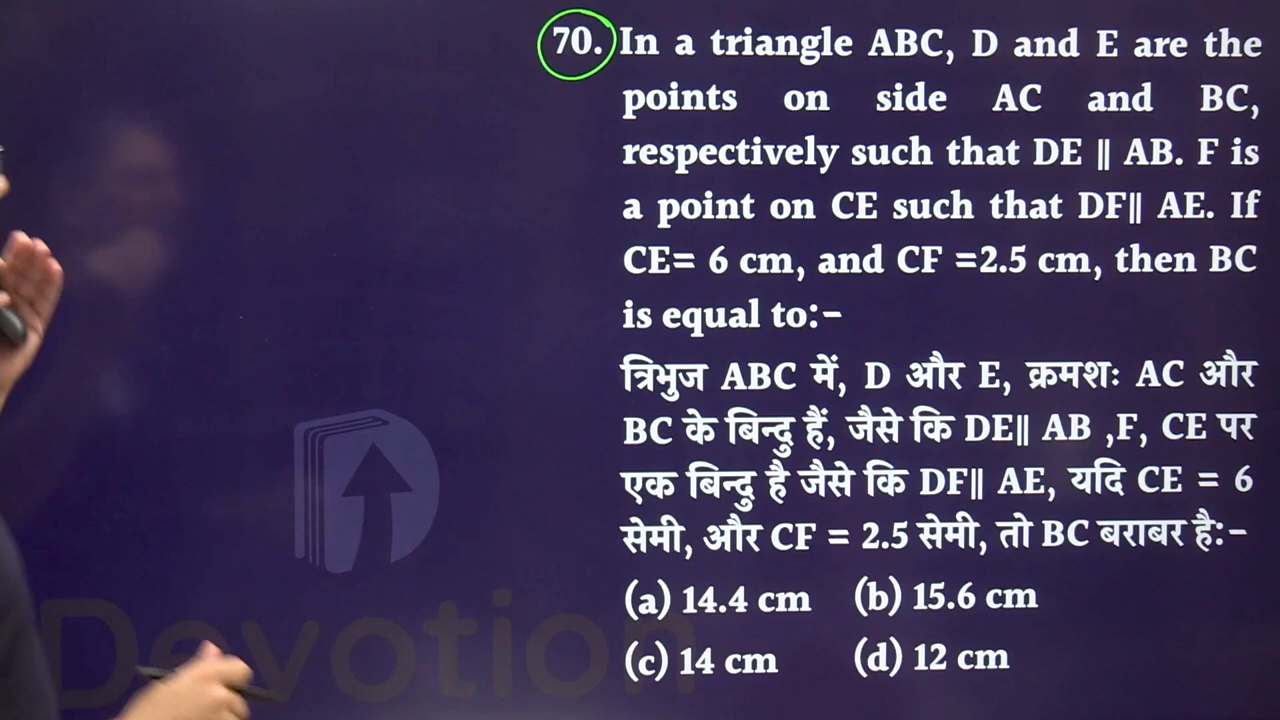 70. In a triangle ABC, D and E are the
points on side AC and BC,
respectively such that DE || AB. F is
a point on CE such that DF|| AE. If
CE= 6 cm, and CF =2.5 cm, then BC
is equal to:-
त्रिभुज ABC में, D और E, क्रमशः AC और
BC के बिन्दु हैं, जैसे कि DE|| AB ,F, CE पर
एक बिन्दु है जैसे कि DF|| AE, यदि CE = 6
सेमी, और CF = 2.5 सेमी, तो BC बराबर है:-
(a) 14.4 cm (b) 15.6 cm
(c) 14 cm (d) 12 cm
Devotion